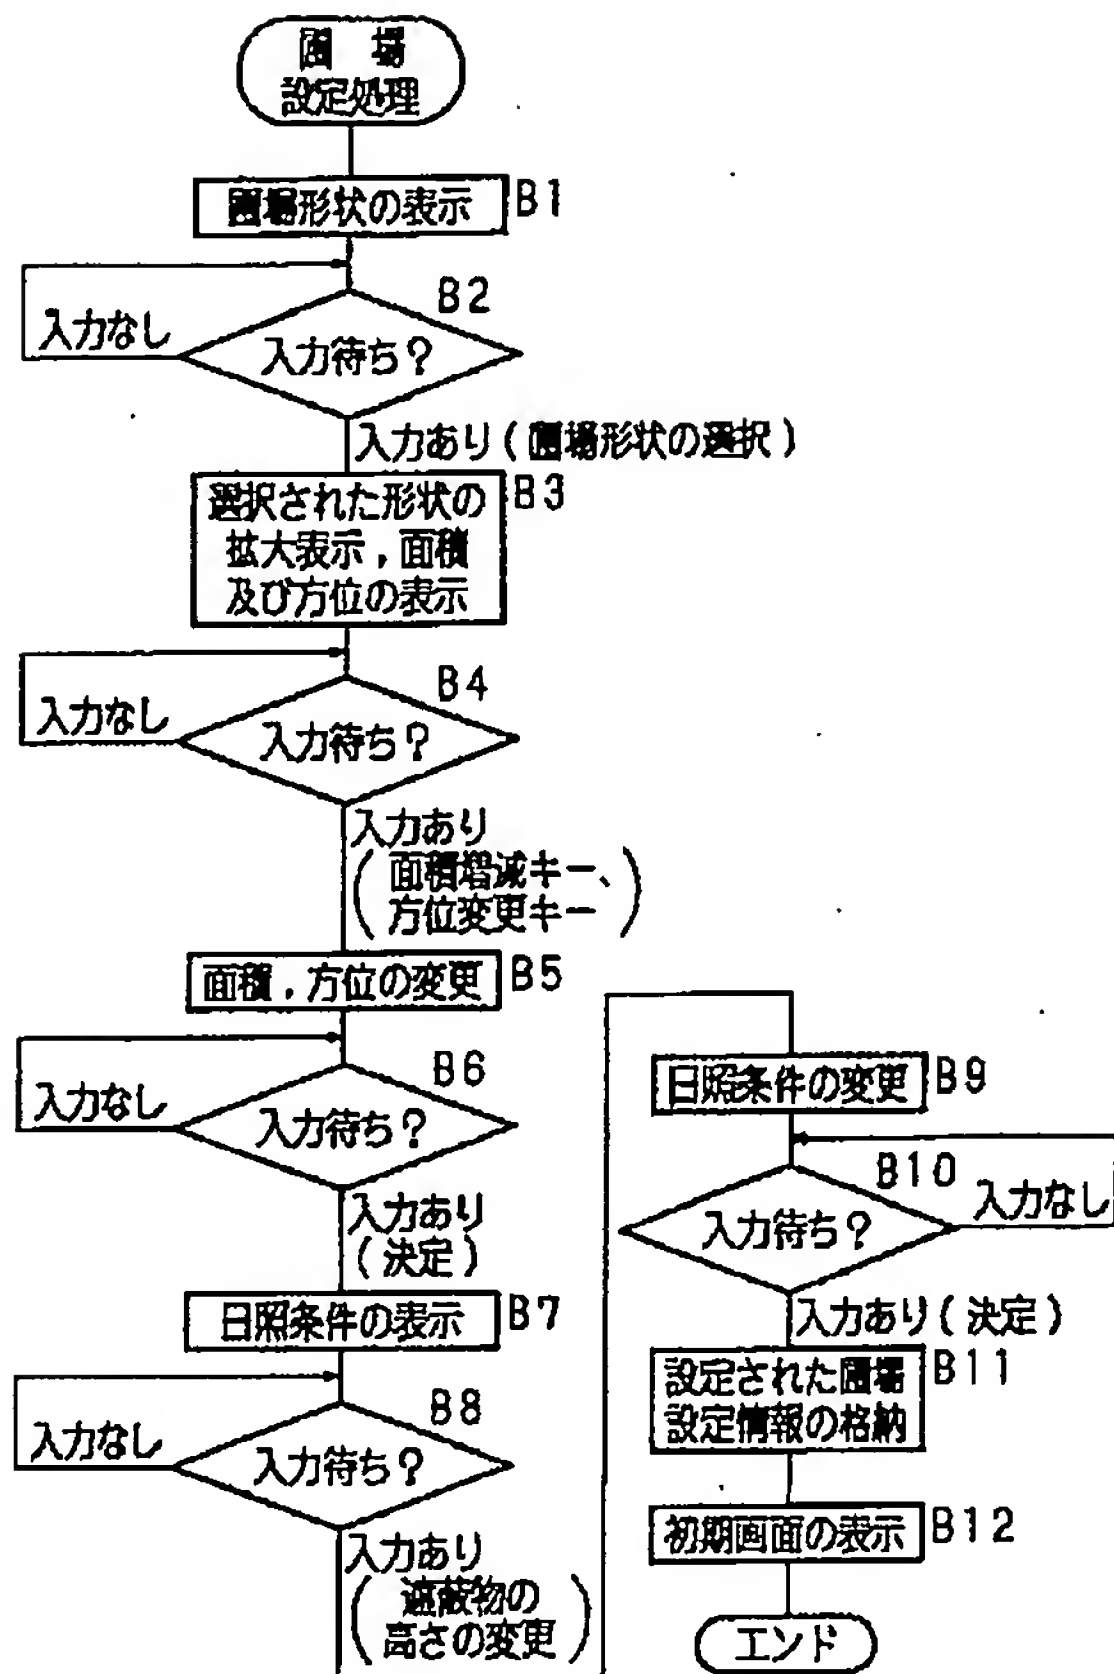 圃場
設定処理
圃場形状の表示
B1
B2
入力なし
入力待ち?
入力あり(圃場形状の選択)
選択された形状の
拡大表示,面積
及び方位の表示
B3
B4
入力なし
入力待ち?
入力あり
(面積増減キー、
方位変更キー)
面積,方位の変更
B5
B6
入力なし
入力待ち?
入力あり
(決定)
日照条件の表示
B7
B8
入力なし
入力待ち?
入力あり
(遮蔽物の
高さの変更)
日照条件の変更
B9
B10
入力なし
入力待ち?
入力あり(決定)
設定された圃場
設定情報の格納
B11
初期画面の表示
B12
エンド